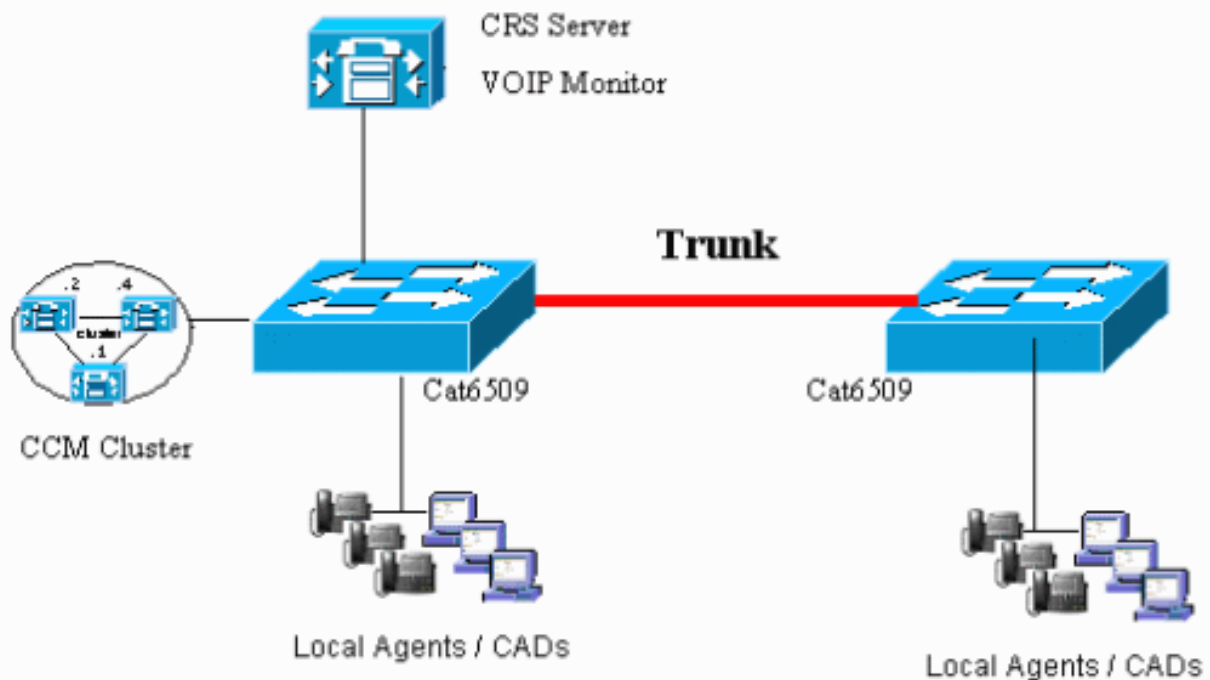 CRS Server
VOIP Monitor
Trunk
.2 .4
cluster
.1
Cat6509
Cat6509
CCM Cluster
Local Agents / CADs
Local Agents / CADs